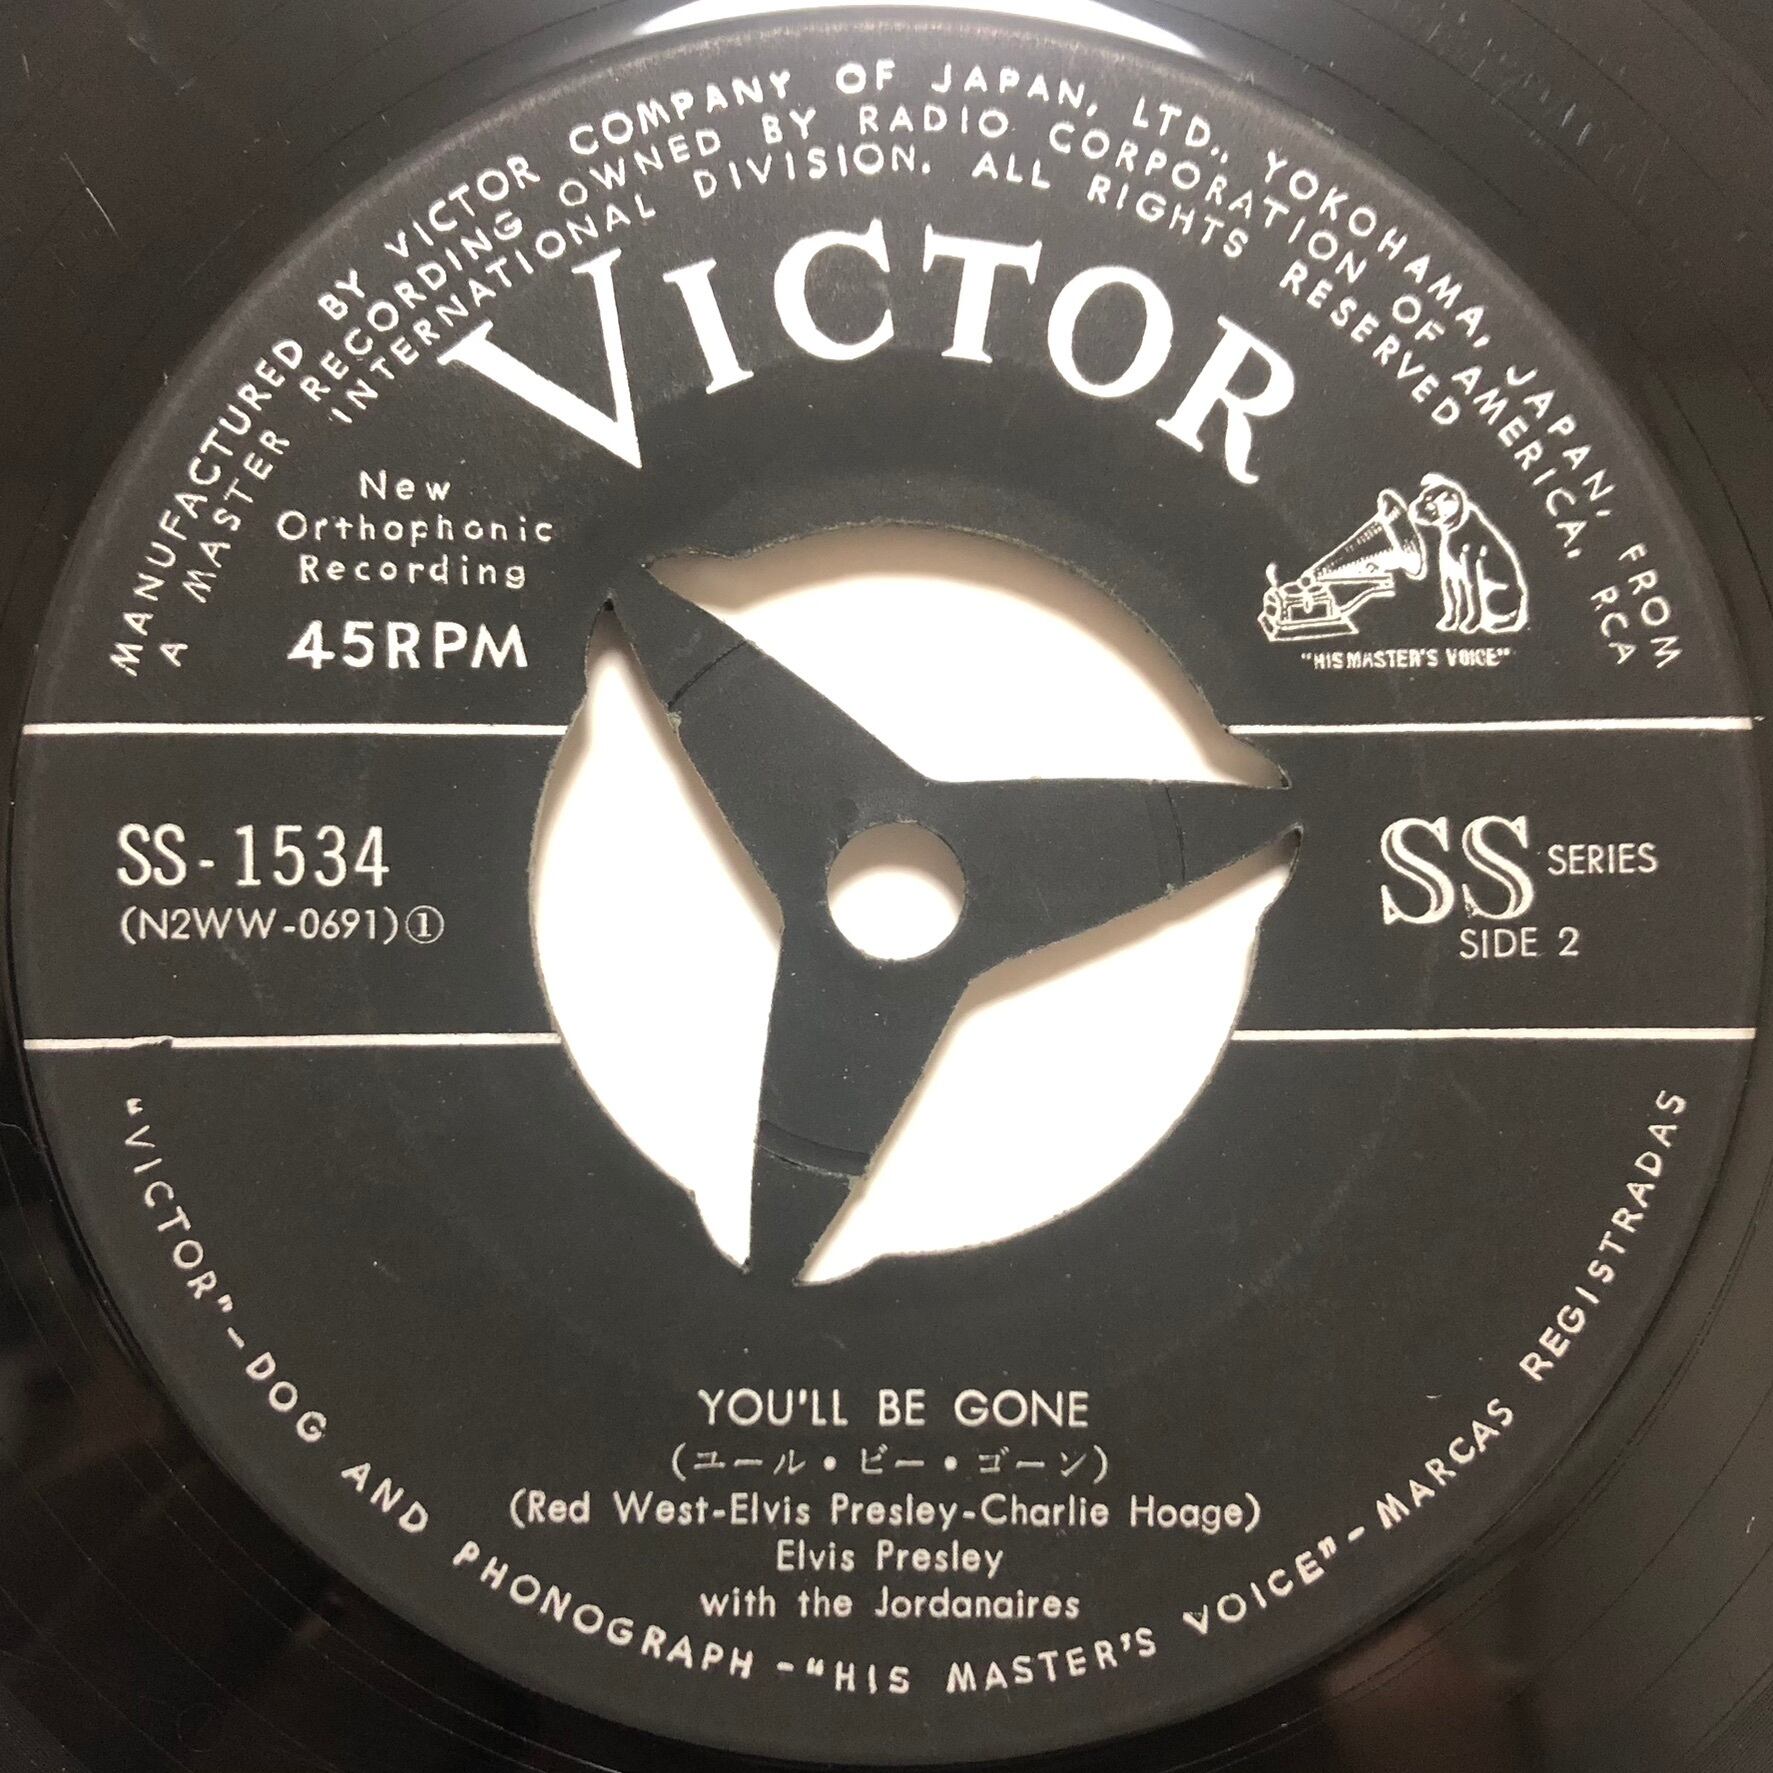 MANUFACTURED BY VICTOR COMPANY OF JAPAN, LTD., YOKOHAMA, JAPAN, FROM
A MASTER RECORDING OWNED BY RADIO CORPORATION OF AMERICA, RCA
INTERNATIONAL DIVISION. ALL RIGHTS RESERVED
VICTOR
New
Orthophonic
Recording
45RPM
"HIS MASTER'S VOICE"
SS-1534
(N2WW-0691)①
SS SERIES
SIDE 2
YOU'LL BE GONE
(ユール・ビー・ゴーン)
(Red West-Elvis Presley-Charlie Hoage)
Elvis Presley
with the Jordanaires
"VICTOR"-DOG AND PHONOGRAPH-"HIS MASTER'S VOICE"-MARCAS REGISTRADAS